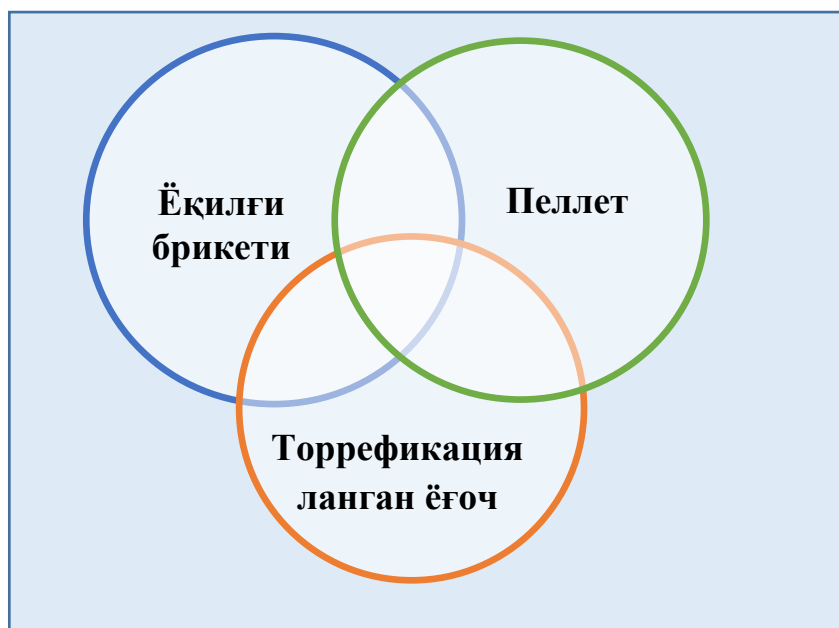 Ёқилғи
брикети
Пеллет
Торрефикация
ланган ёғоч